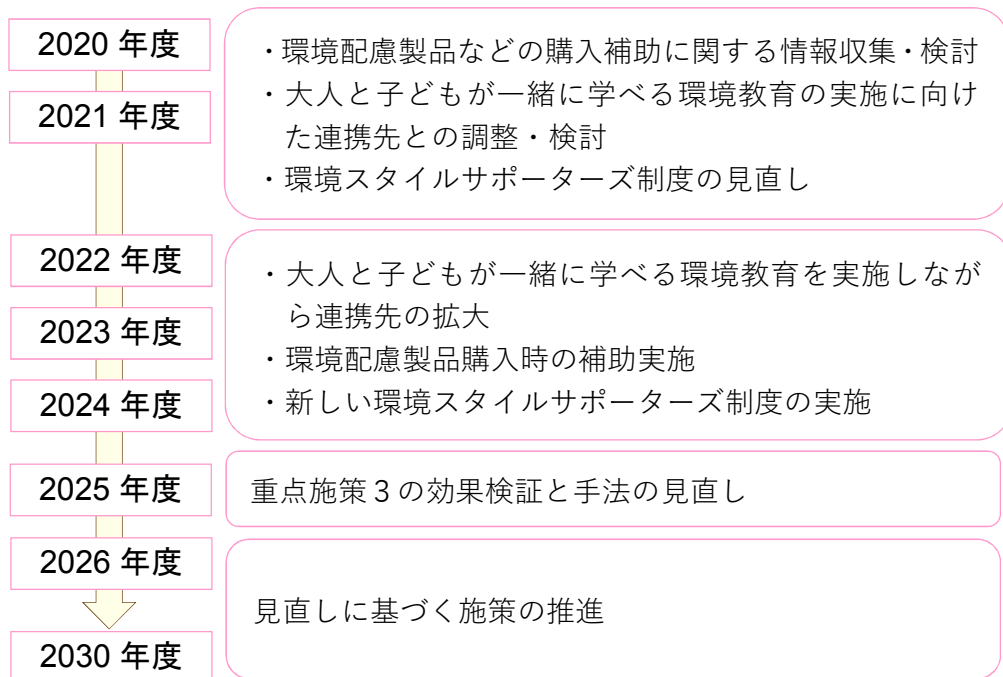 2020 年度
2021 年度
・環境配慮製品などの購入補助に関する情報収集・検討
・大人と子どもが一緒に学べる環境教育の実施に向け
た連携先との調整・検討
・環境スタイルサポーターズ制度の見直し
2022 年度
2023 年度
2024 年度
・大人と子どもが一緒に学べる環境教育を実施しなが
ら連携先の拡大
・環境配慮製品購入時の補助実施
・新しい環境スタイルサポーターズ制度の実施
2025 年度
重点施策３の効果検証と手法の見直し
2026 年度
2030 年度
見直しに基づく施策の推進